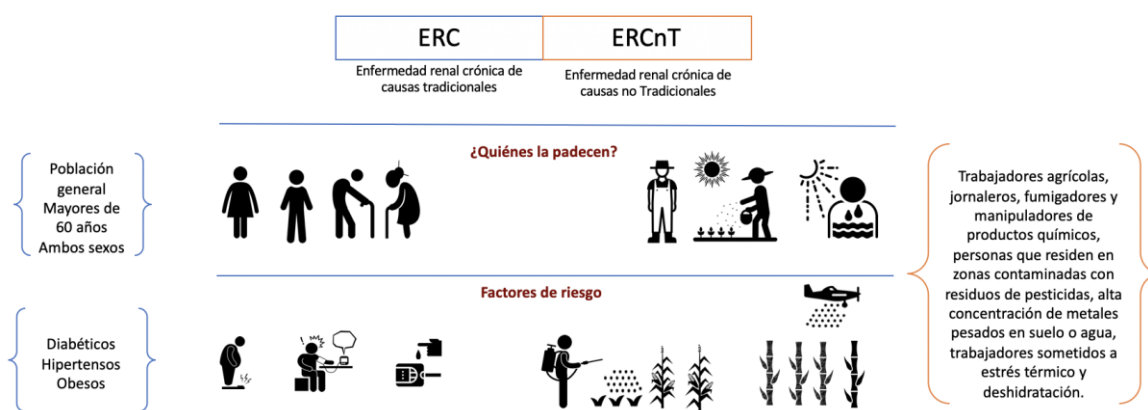 ERC
ERCnT
Enfermedad renal crónica de
causas tradicionales
Enfermedad renal crónica de
causas no Tradicionales
¿Quiénes la padecen?
Población
general
Mayores de
60 años
Ambos sexos
Trabajadores agrícolas,
jornaleros, fumigadores y
manipuladores de
productos químicos,
personas que residen en
zonas contaminadas con
residuos de pesticidas, alta
concentración de metales
pesados en suelo o agua,
trabajadores sometidos a
estrés térmico y
deshidratación.
Factores de riesgo
Diabéticos
Hipertensos
Obesos